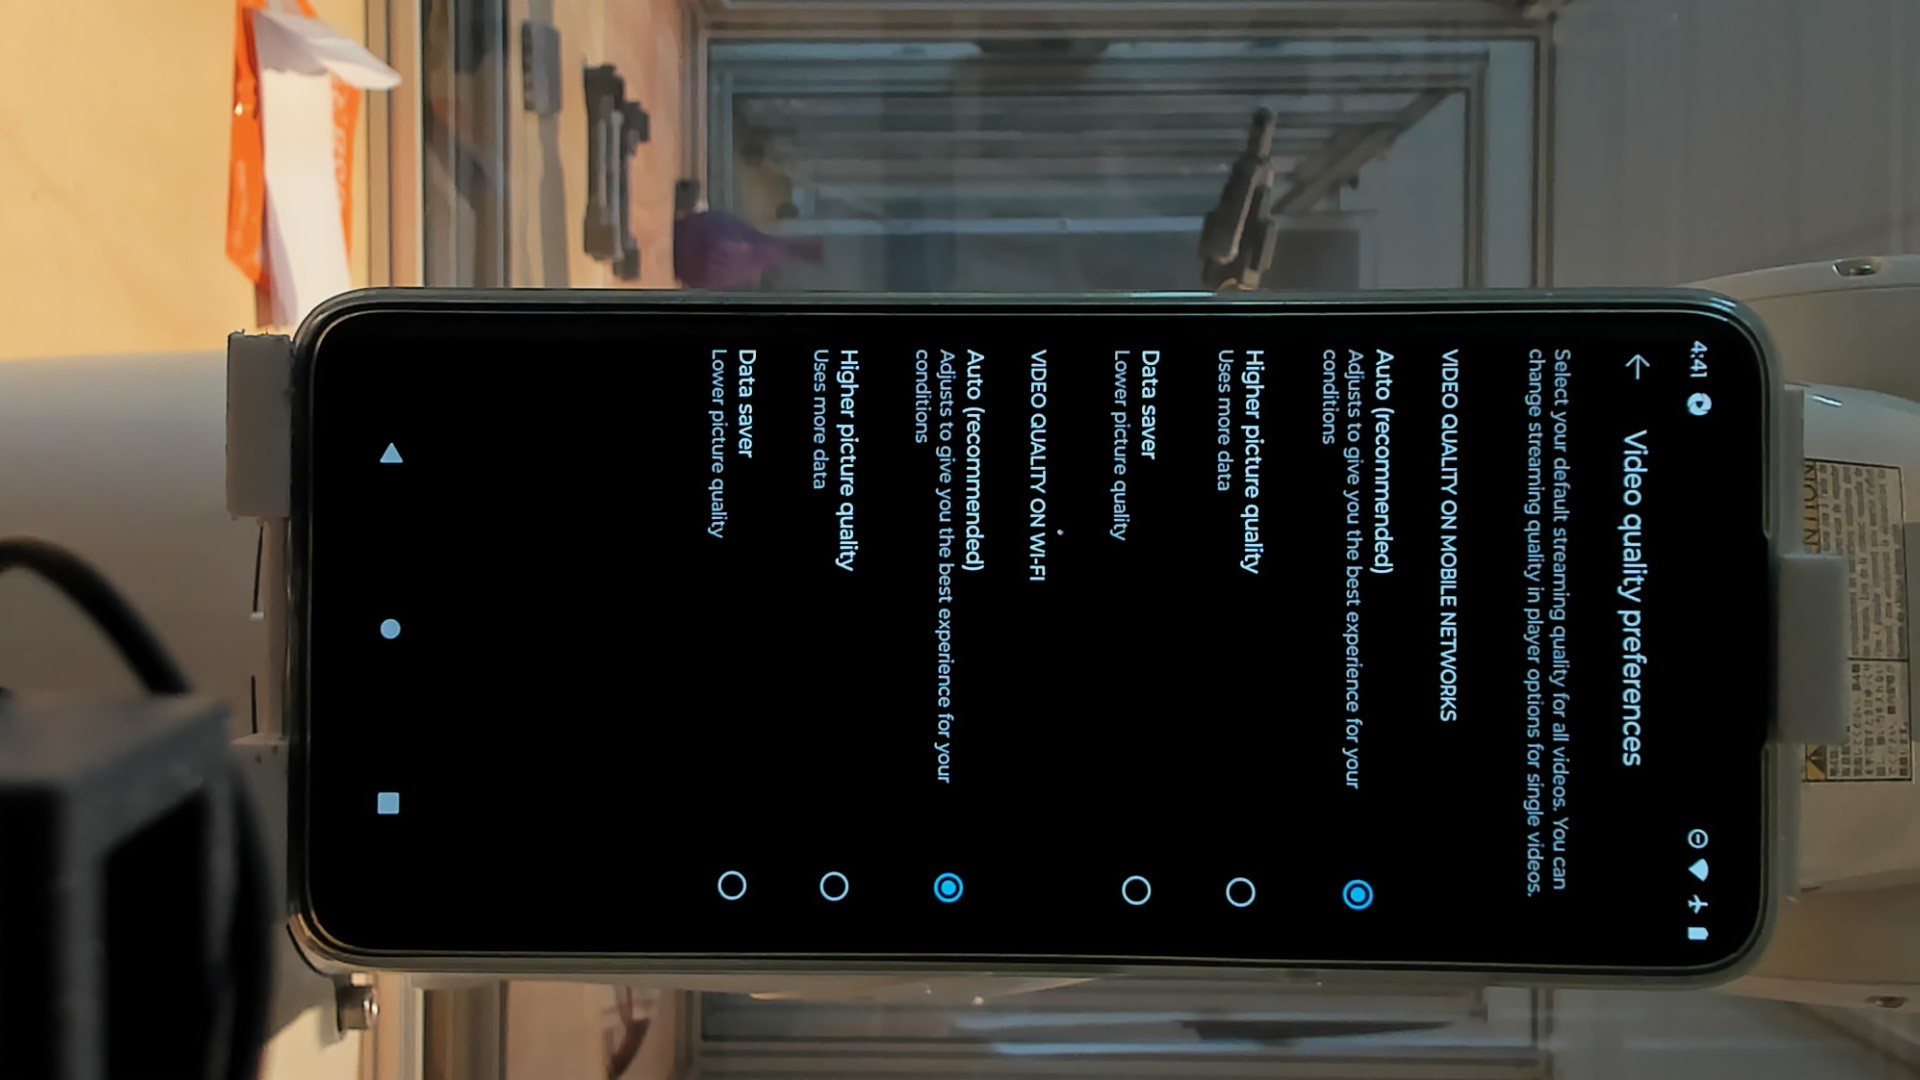 4:41
Video quality preferences
Select your default streaming quality for all videos. You can
change streaming quality in player options for single videos.
VIDEO QUALITY ON MOBILE NETWORKS
Auto (recommended)
Adjusts to give you the best experience for your
conditions
Higher picture quality
Uses more data
Data saver
Lower picture quality
VIDEO QUALITY ON WI-FI
Auto (recommended)
Adjusts to give you the best experience for your
conditions
Higher picture quality
Uses more data
Data saver
Lower picture quality